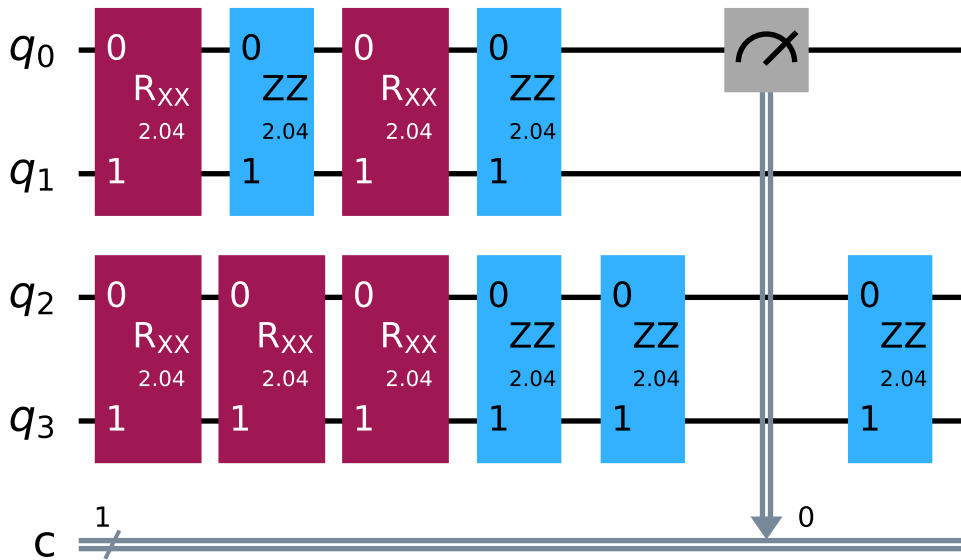 q0 0 0 0 0
RXX ZZ RXX ZZ
2.04 2.04 2.04 2.04
q1 1 1 1 1
q2 0 0 0 0 0 0
RXX RXX RXX ZZ ZZ ZZ
2.04 2.04 2.04 2.04 2.04 2.04
q3 1 1 1 1 1 1
1 0
c